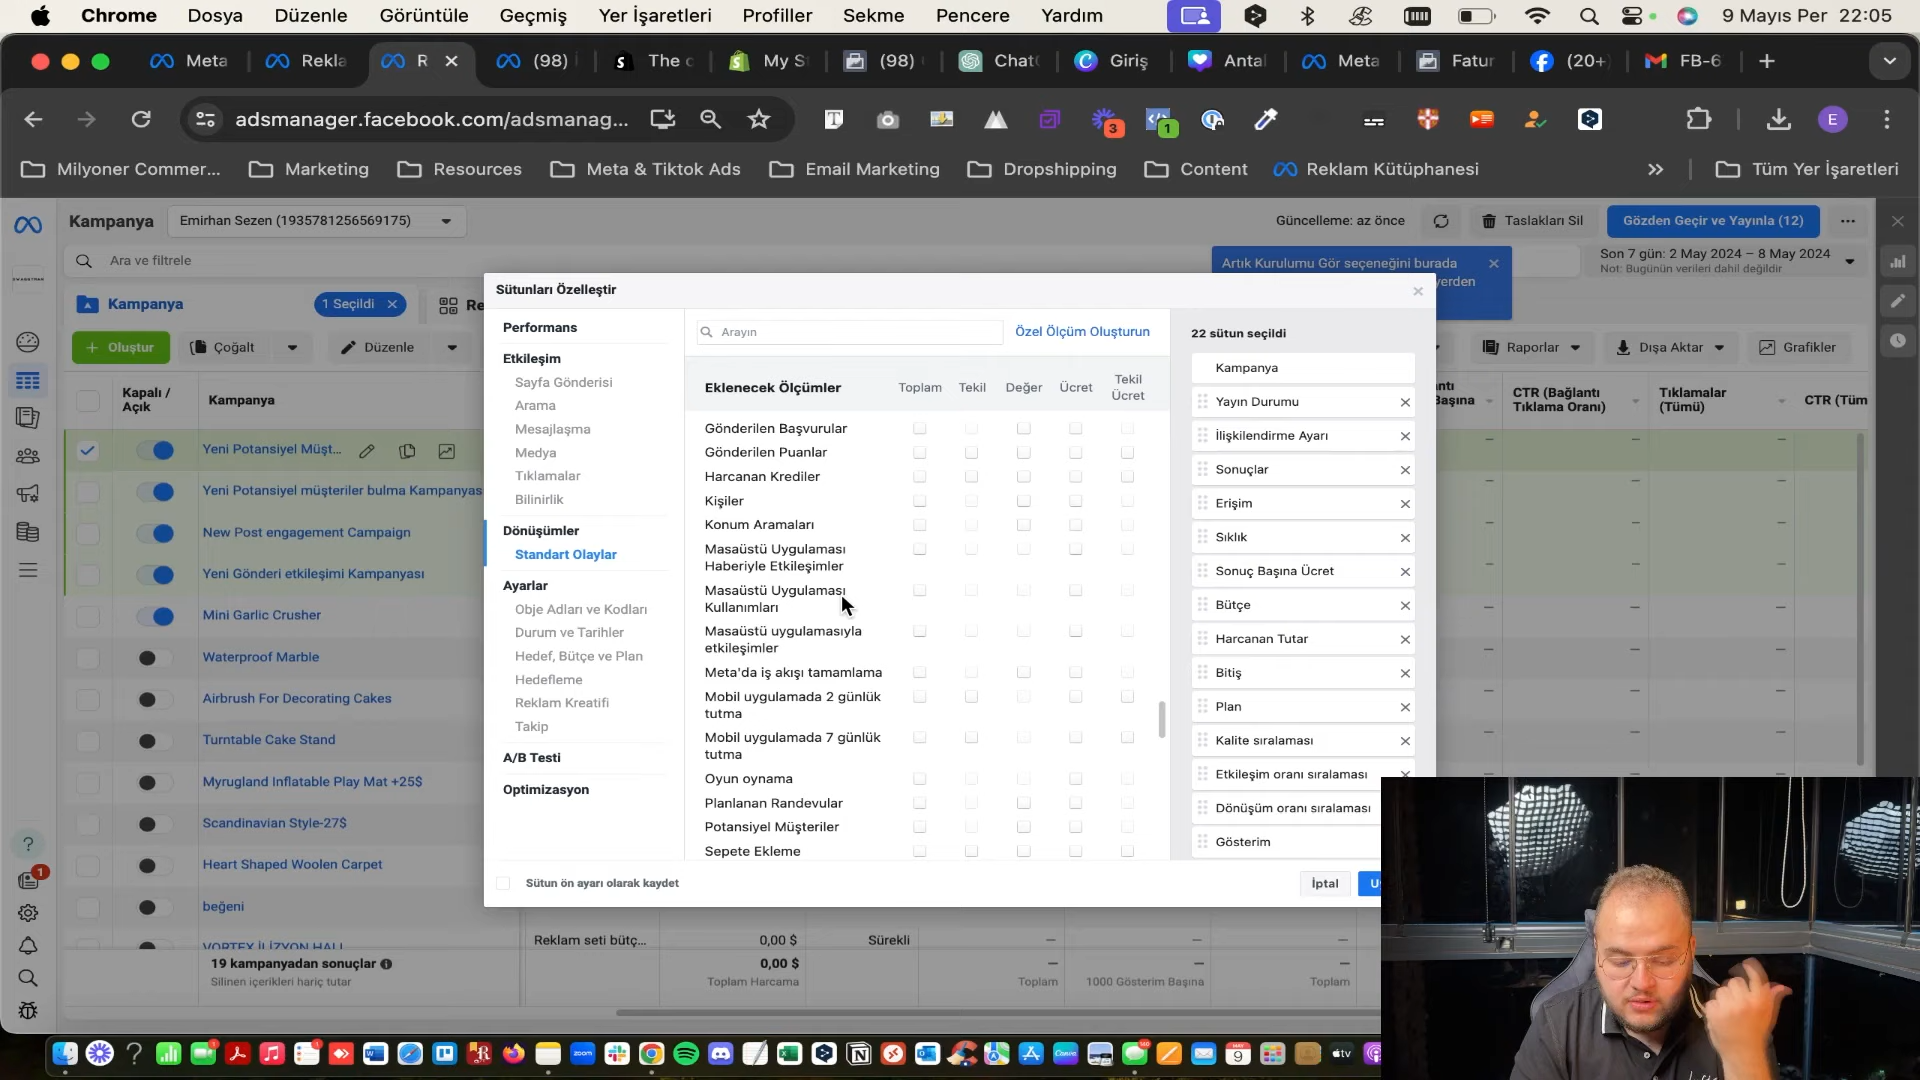 Chrome Dosya Düzenle Görüntüle Geçmiş Yer İşaretleri Profiller Sekme Pencere Yardım 9 Mayıs Per 22:05
Meta Rekla R (98) The c My S Chat Giriş Anta Meta Fatur (20+ FB-6
adsmanager.facebook.com/adsmanag... 3 1 E
Milyoner Commer... Marketing Resources Meta & Tiktok Ads Email Marketing Dropshipping Content Reklam Kütüphanesi Tüm Yer İşaretleri
Kampanya Emirhan Sezen (1935781256569175) Güncelleme: az önce Taslakları Sil Gözden Geçir ve Yayınla (12)
Ara ve filtrele
Artık Kurulumu Gör seçeneğini burada
yerden
Son 7 gün: 2 May 2024 – 8 May 2024
Not: Bugünün verileri dahil değildir
Kampanya 1 Seçildi Re
Oluştur Çoğalt Düzenle Raporlar Dışa Aktar Grafikler
Kapalı / Açık Kampanya
Başına CTR (Bağlantı Tıklama Oranı) Tıklamalar (Tümü) CTR (Tüm
Yeni Potansiyel Müşt...
Yeni Potansiyel müşteriler bulma Kampanyas
New Post engagement Campaign
Yeni Gönderi etkileşimi Kampanyası
Mini Garlic Crusher
Waterproof Marble
Airbrush For Decorating Cakes
Turntable Cake Stand
Myrugland Inflatable Play Mat +25$
Scandinavian Style-27$
Heart Shaped Woolen Carpet
beğeni
VORTEX İLİZYON HALI
19 kampanyadan sonuçlar
Silinen içerikleri hariç tutar
Sütunları Özelleştir
Performans
Etkileşim
Sayfa Gönderisi
Arama
Mesajlaşma
Medya
Tıklamalar
Bilinirlik
Dönüşümler
Standart Olaylar
Ayarlar
Obje Adları ve Kodları
Durum ve Tarihler
Hedef, Bütçe ve Plan
Hedefleme
Reklam Kreatifi
Takip
A/B Testi
Optimizasyon
Arayın Özel Ölçüm Oluşturun
Eklenecek Ölçümler Toplam Tekil Değer Ücret Tekil Ücret
Gönderilen Başvurular
Gönderilen Puanlar
Harcanan Krediler
Kişiler
Konum Aramaları
Masaüstü Uygulaması
Haberiyle Etkileşimler
Masaüstü Uygulaması
Kullanımları
Masaüstü uygulamasıyla
etkileşimler
Meta'da iş akışı tamamlama
Mobil uygulamada 2 günlük
tutma
Mobil uygulamada 7 günlük
tutma
Oyun oynama
Planlanan Randevular
Potansiyel Müşteriler
Sepete Ekleme
22 sütun seçildi
Kampanya
Yayın Durumu
İlişkilendirme Ayarı
Sonuçlar
Erişim
Sıklık
Sonuç Başına Ücret
Bütçe
Harcanan Tutar
Bitiş
Plan
Kalite sıralaması
Etkileşim oranı sıralaması
Dönüşüm oranı sıralaması
Gösterim
Sütun ön ayarı olarak kaydet İptal U
Reklam seti bütç... 0,00 $ Sürekli
0,00 $
Toplam Harcama Toplam 1000 Gösterim Başına Toplam